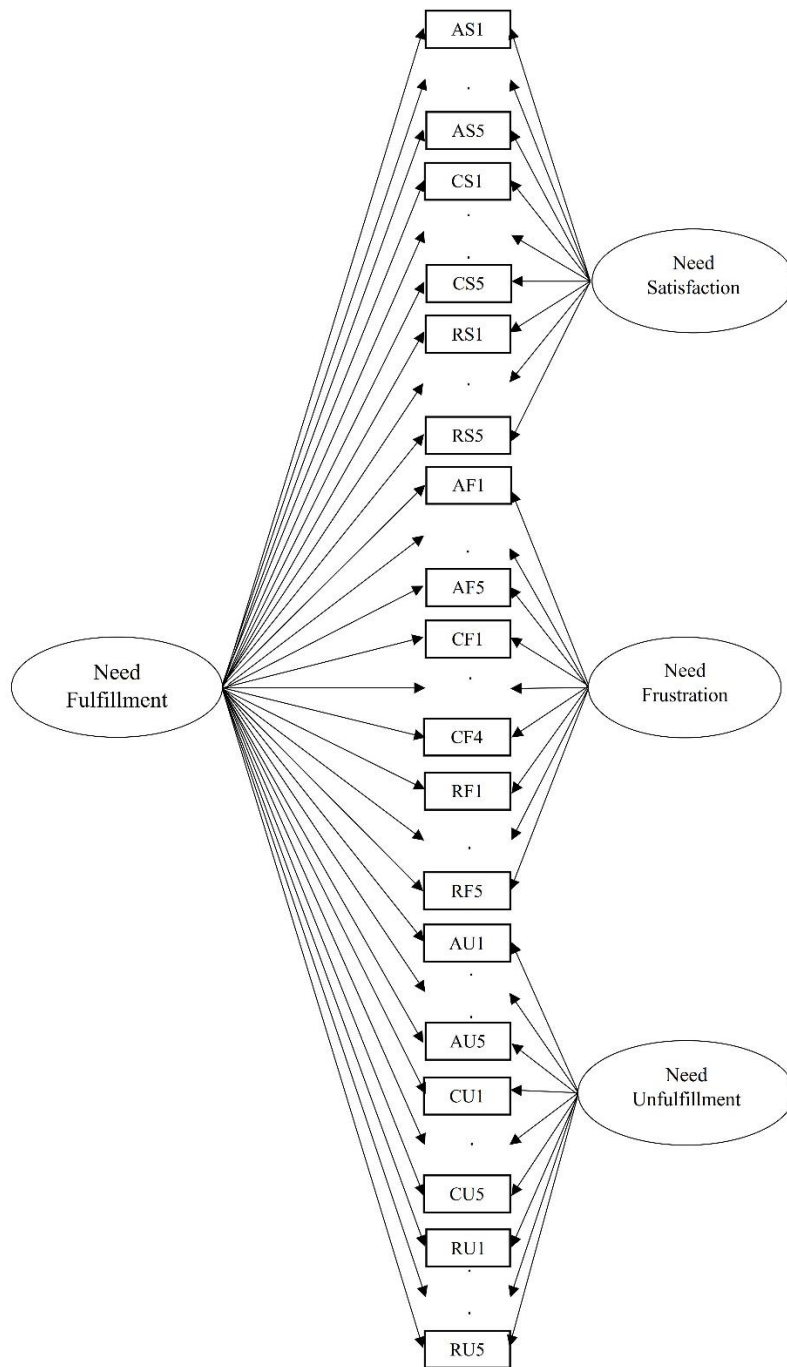 AS1
.
AS5
CS1
.
.
CS5
RS1
.
RS5
AF1
.
AF5
CF1
.
CF4
RF1
.
RF5
AU1
.
.
AU5
CU1
.
CU5
RU1
.
.
RU5
Need
Fulfillment
Need
Satisfaction
Need
Frustration
Need
Unfulfillment